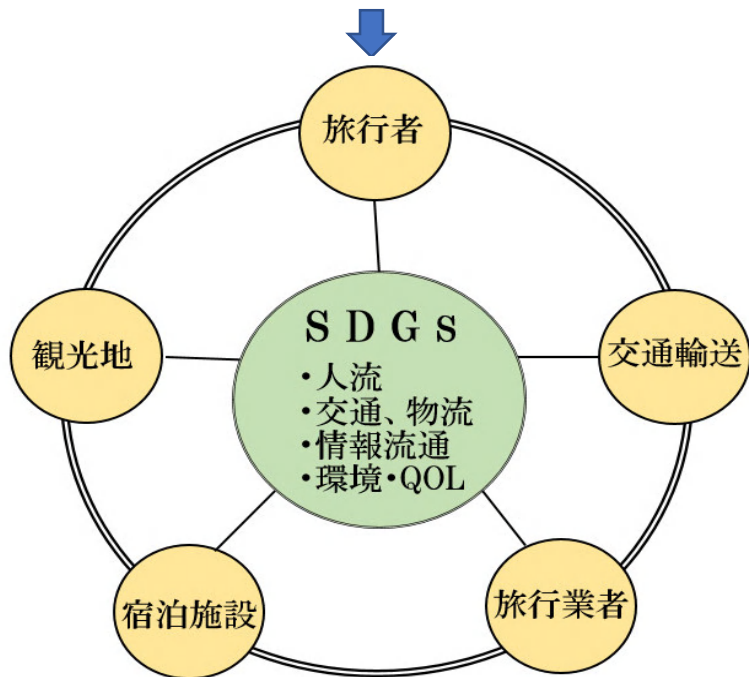 旅行者
観光地
交通輸送
SDGs
・人流
・交通、物流
・情報流通
・環境・QOL
宿泊施設
旅行業者